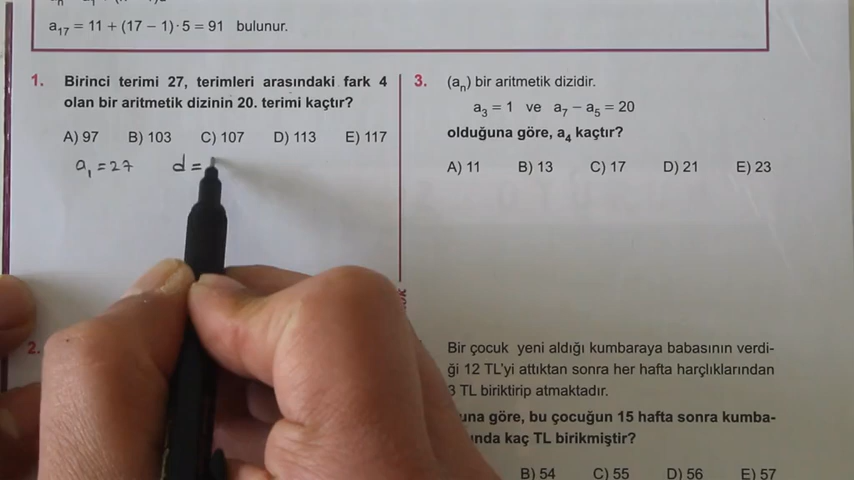 a₁₇ = 11 + (17 – 1)·5 = 91 bulunur.
1. Birinci terimi 27, terimleri arasındaki fark 4
olan bir aritmetik dizinin 20. terimi kaçtır?
A) 97 B) 103 C) 107 D) 113 E) 117
a₁ = 27 d =
2.
3. (aₙ) bir aritmetik dizidir.
a₃ = 1 ve a₇ – a₅ = 20
olduğuna göre, a₄ kaçtır?
A) 11 B) 13 C) 17 D) 21 E) 23
Bir çocuk yeni aldığı kumbaraya babasının verdi-
ği 12 TL'yi attıktan sonra her hafta harçlıklarından
3 TL biriktirip atmaktadır.
göre, bu çocuğun 15 hafta sonra kumba-
kaç TL birikmiştir?
B) 54 C) 55 D) 56 E) 57